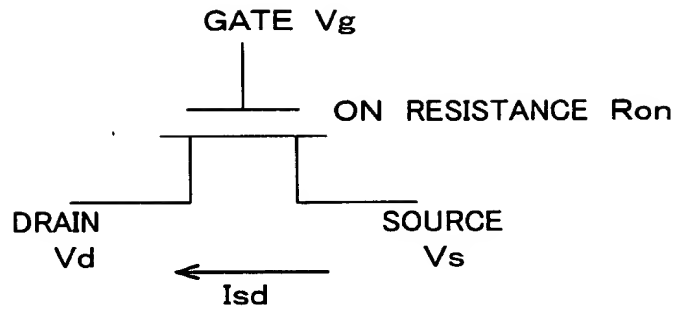 GATE Vg
ON RESISTANCE Ron
DRAIN
Vd
SOURCE
Vs
Isd